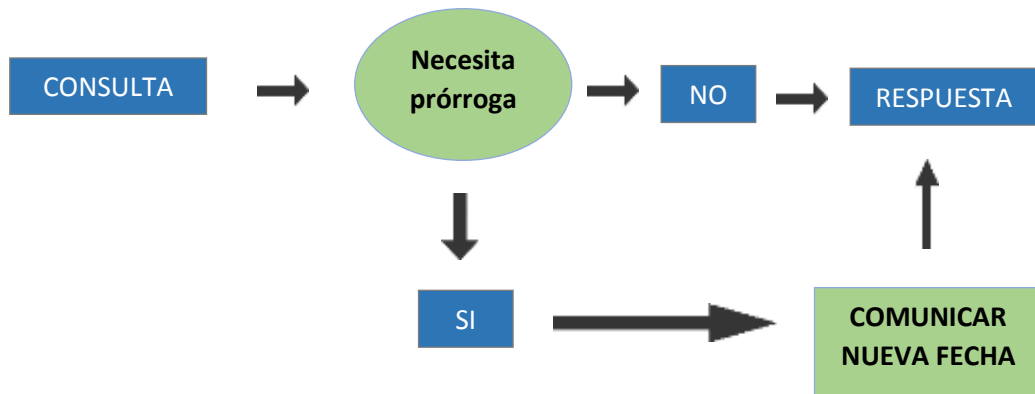 CONSULTA
Necesita
prórroga
NO
RESPUESTA
SI
COMUNICAR
NUEVA FECHA